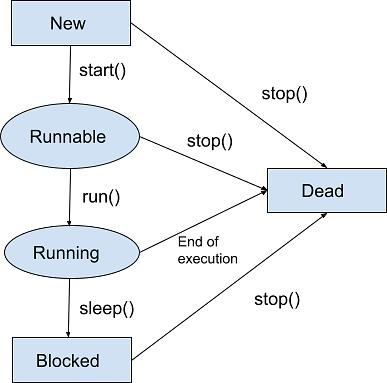 New
start()
stop()
Runnable
stop()
Dead
run()
Running
End of
execution
sleep()
stop()
Blocked